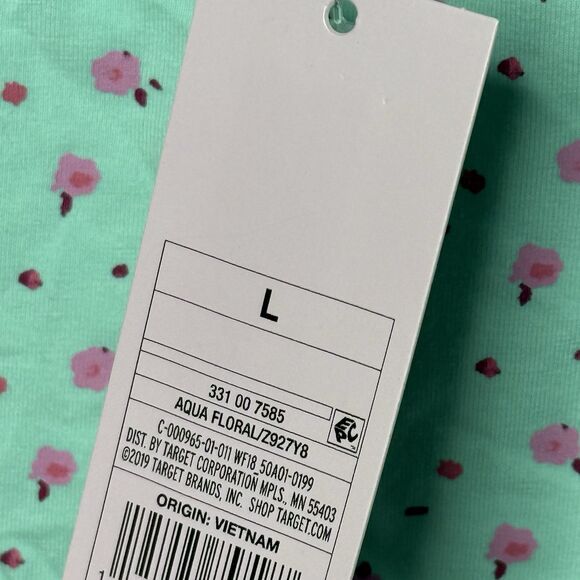 L
331 00 7585
AQUA FLORAL/Z927Y8
C-000965-01-011 WF18_50A01-0199
DIST. BY TARGET CORPORATION MPLS., MN 55403
©2019 TARGET BRANDS, INC. SHOP TARGET.COM
ORIGIN: VIETNAM
1